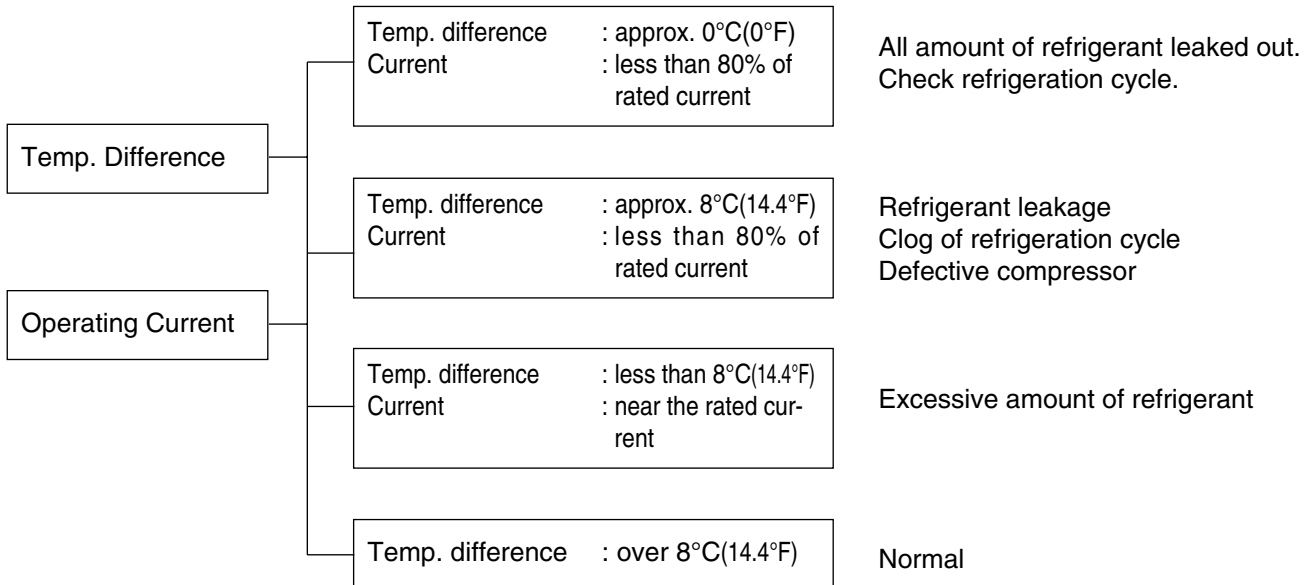 Temp. difference : approx. 0°C(0°F)
Current : less than 80% of
rated current
All amount of refrigerant leaked out.
Check refrigeration cycle.
Temp. Difference
Temp. difference : approx. 8°C(14.4°F)
Current : less than 80% of
rated current
Refrigerant leakage
Clog of refrigeration cycle
Defective compressor
Operating Current
Temp. difference : less than 8°C(14.4°F)
Current : near the rated cur-
rent
Excessive amount of refrigerant
Temp. difference : over 8°C(14.4°F)
Normal